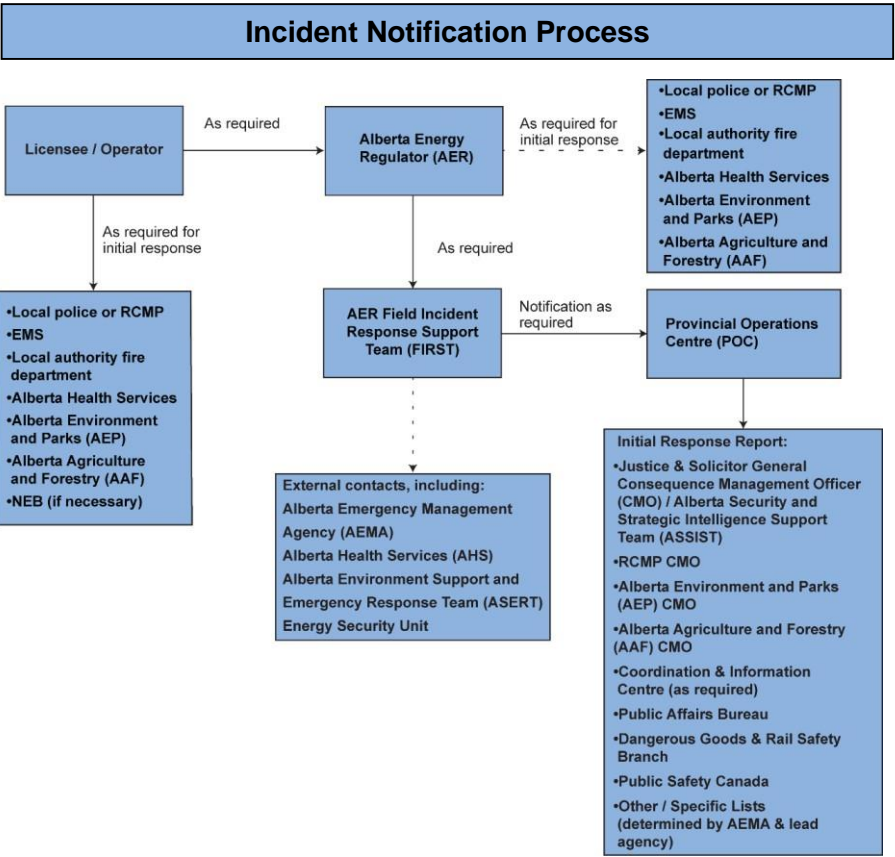 Incident Notification Process
Licensee / Operator
As required
Alberta Energy
Regulator (AER)
As required for
initial response
•Local police or RCMP
•EMS
•Local authority fire
department
•Alberta Health Services
•Alberta Environment
and Parks (AEP)
•Alberta Agriculture and
Forestry (AAF)
As required for
initial response
As required
•Local police or RCMP
•EMS
•Local authority fire
department
•Alberta Health Services
•Alberta Environment
and Parks (AEP)
•Alberta Agriculture
and Forestry (AAF)
•NEB (if necessary)
AER Field Incident
Response Support
Team (FIRST)
Notification as
required
Provincial Operations
Centre (POC)
External contacts, including:
Alberta Emergency Management
Agency (AEMA)
Alberta Health Services (AHS)
Alberta Environment Support and
Emergency Response Team (ASERT)
Energy Security Unit
Initial Response Report:
•Justice & Solicitor General
Consequence Management Officer
(CMO) / Alberta Security and
Strategic Intelligence Support
Team (ASSIST)
•RCMP CMO
•Alberta Environment and Parks
(AEP) CMO
•Alberta Agriculture and Forestry
(AAF) CMO
•Coordination & Information
Centre (as required)
•Public Affairs Bureau
•Dangerous Goods & Rail Safety
Branch
•Public Safety Canada
•Other / Specific Lists
(determined by AEMA & lead
agency)